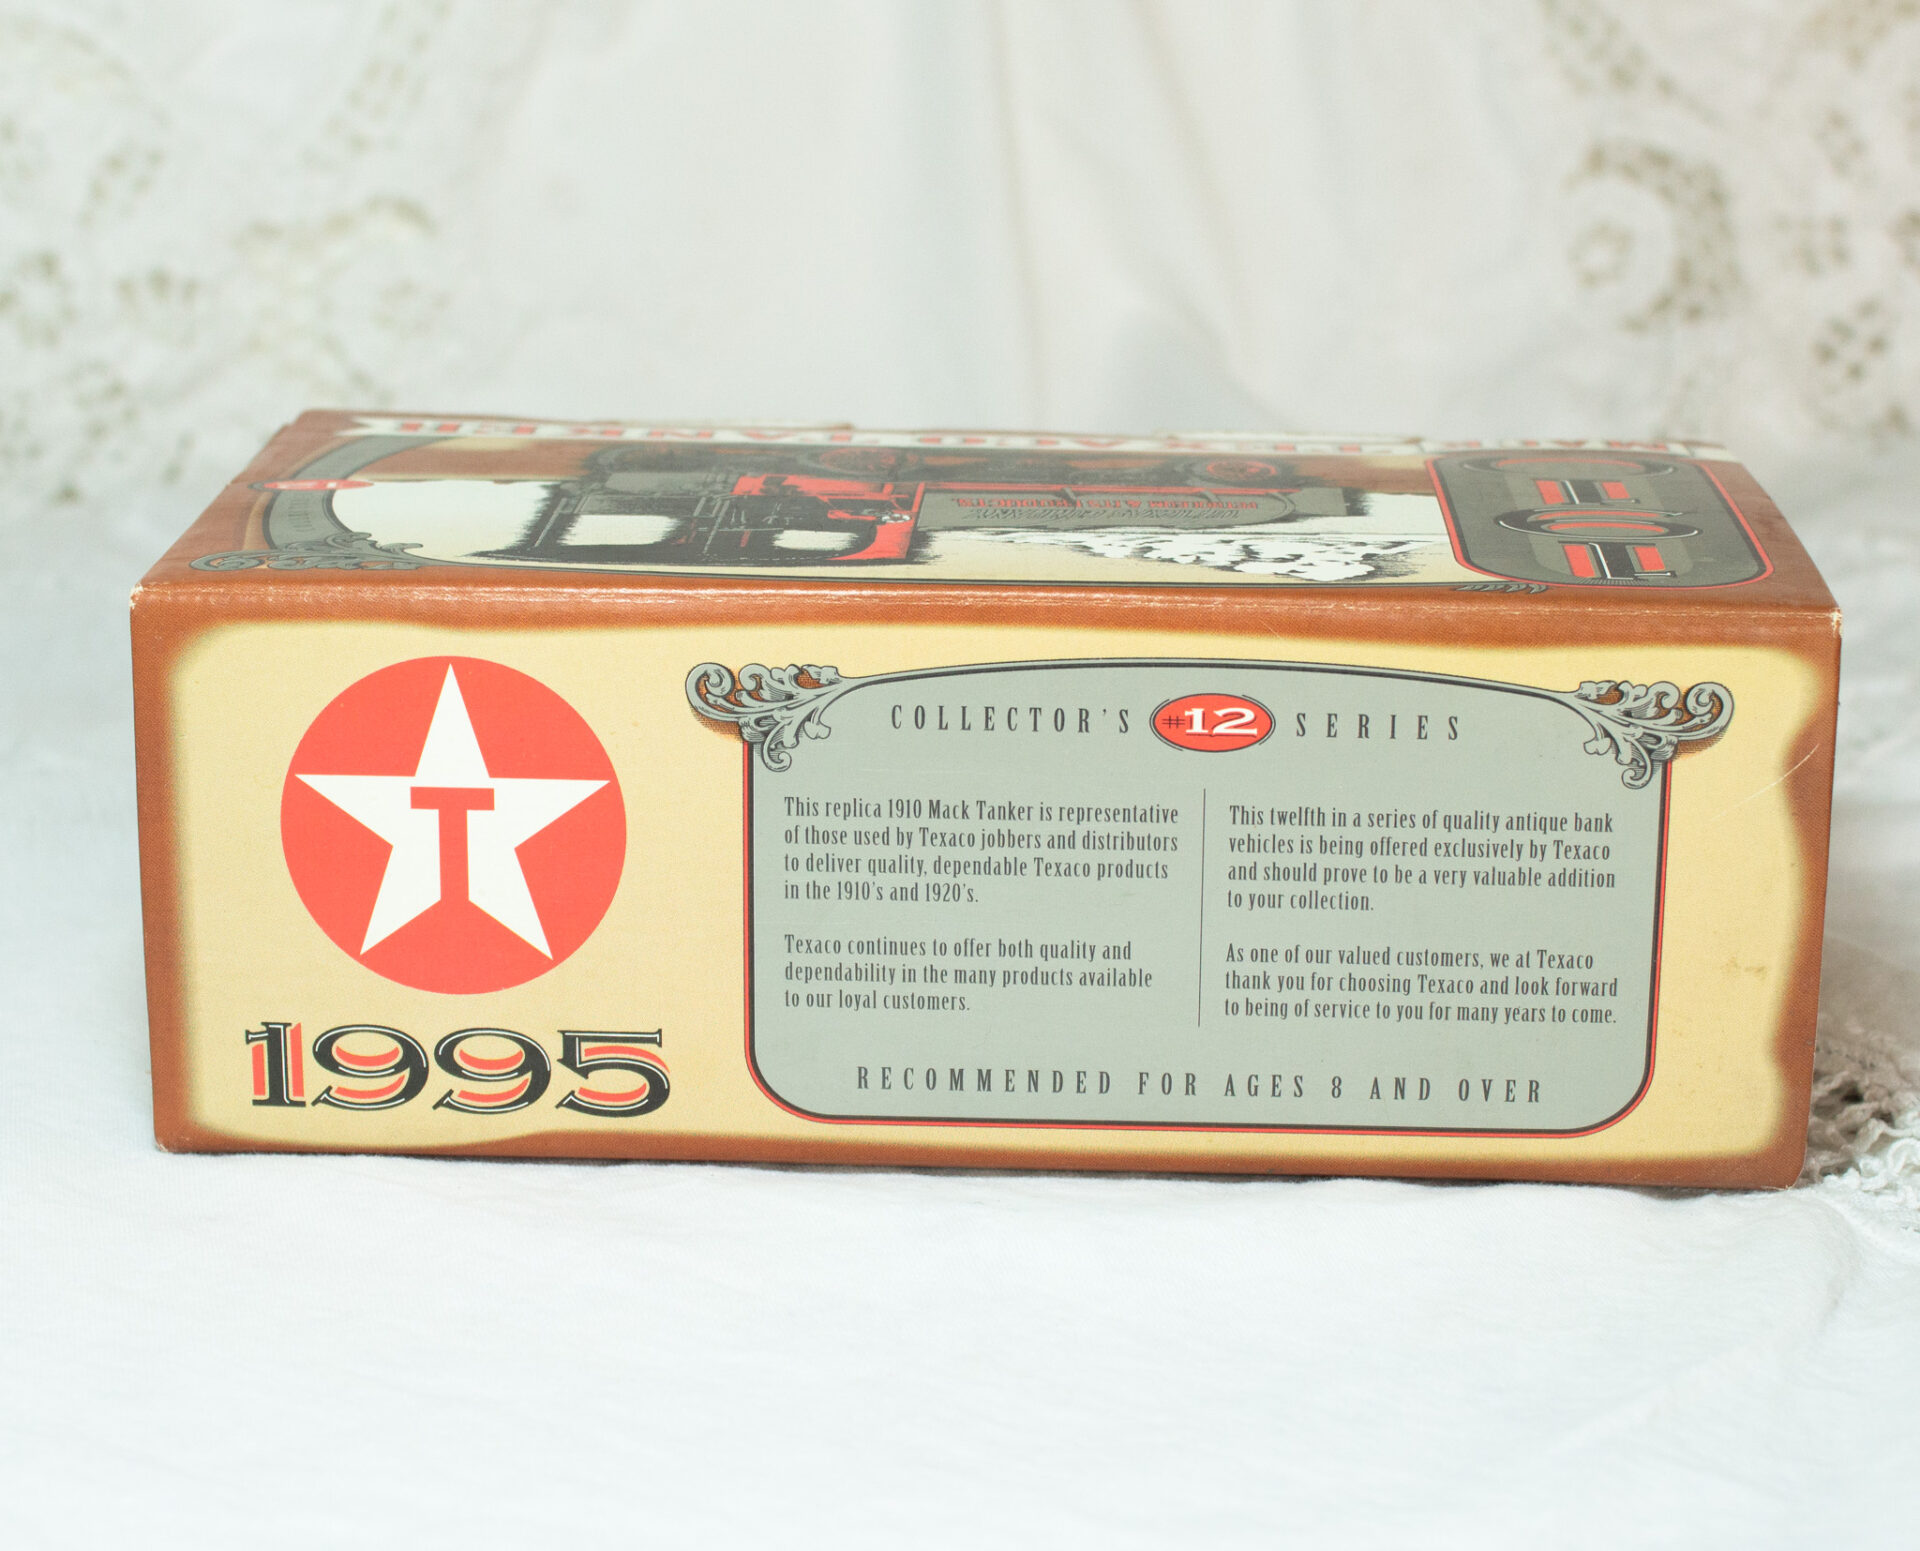 1910
T
1995
COLLECTOR'S #12 SERIES
This replica 1910 Mack Tanker is representative
of those used by Texaco jobbers and distributors
to deliver quality, dependable Texaco products
in the 1910's and 1920's.
Texaco continues to offer both quality and
dependability in the many products available
to our loyal customers.
This twelfth in a series of quality antique bank
vehicles is being offered exclusively by Texaco
and should prove to be a very valuable addition
to your collection.
As one of our valued customers, we at Texaco
thank you for choosing Texaco and look forward
to being of service to you for many years to come.
RECOMMENDED FOR AGES 8 AND OVER